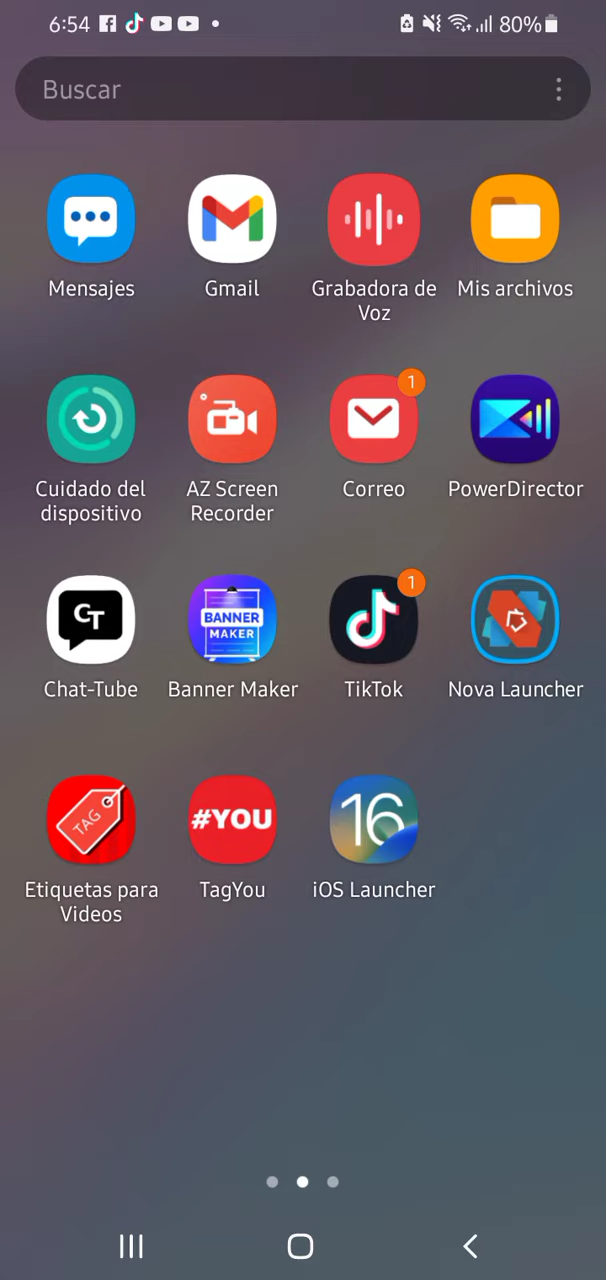 6:54
80%
Buscar
Mensajes
Gmail
Grabadora de
Voz
Mis archivos
1
Cuidado del
dispositivo
AZ Screen
Recorder
Correo
PowerDirector
CT
BANNER
MAKER
1
Chat-Tube
Banner Maker
TikTok
Nova Launcher
TAG
#YOU
16
Etiquetas para
Videos
TagYou
iOS Launcher